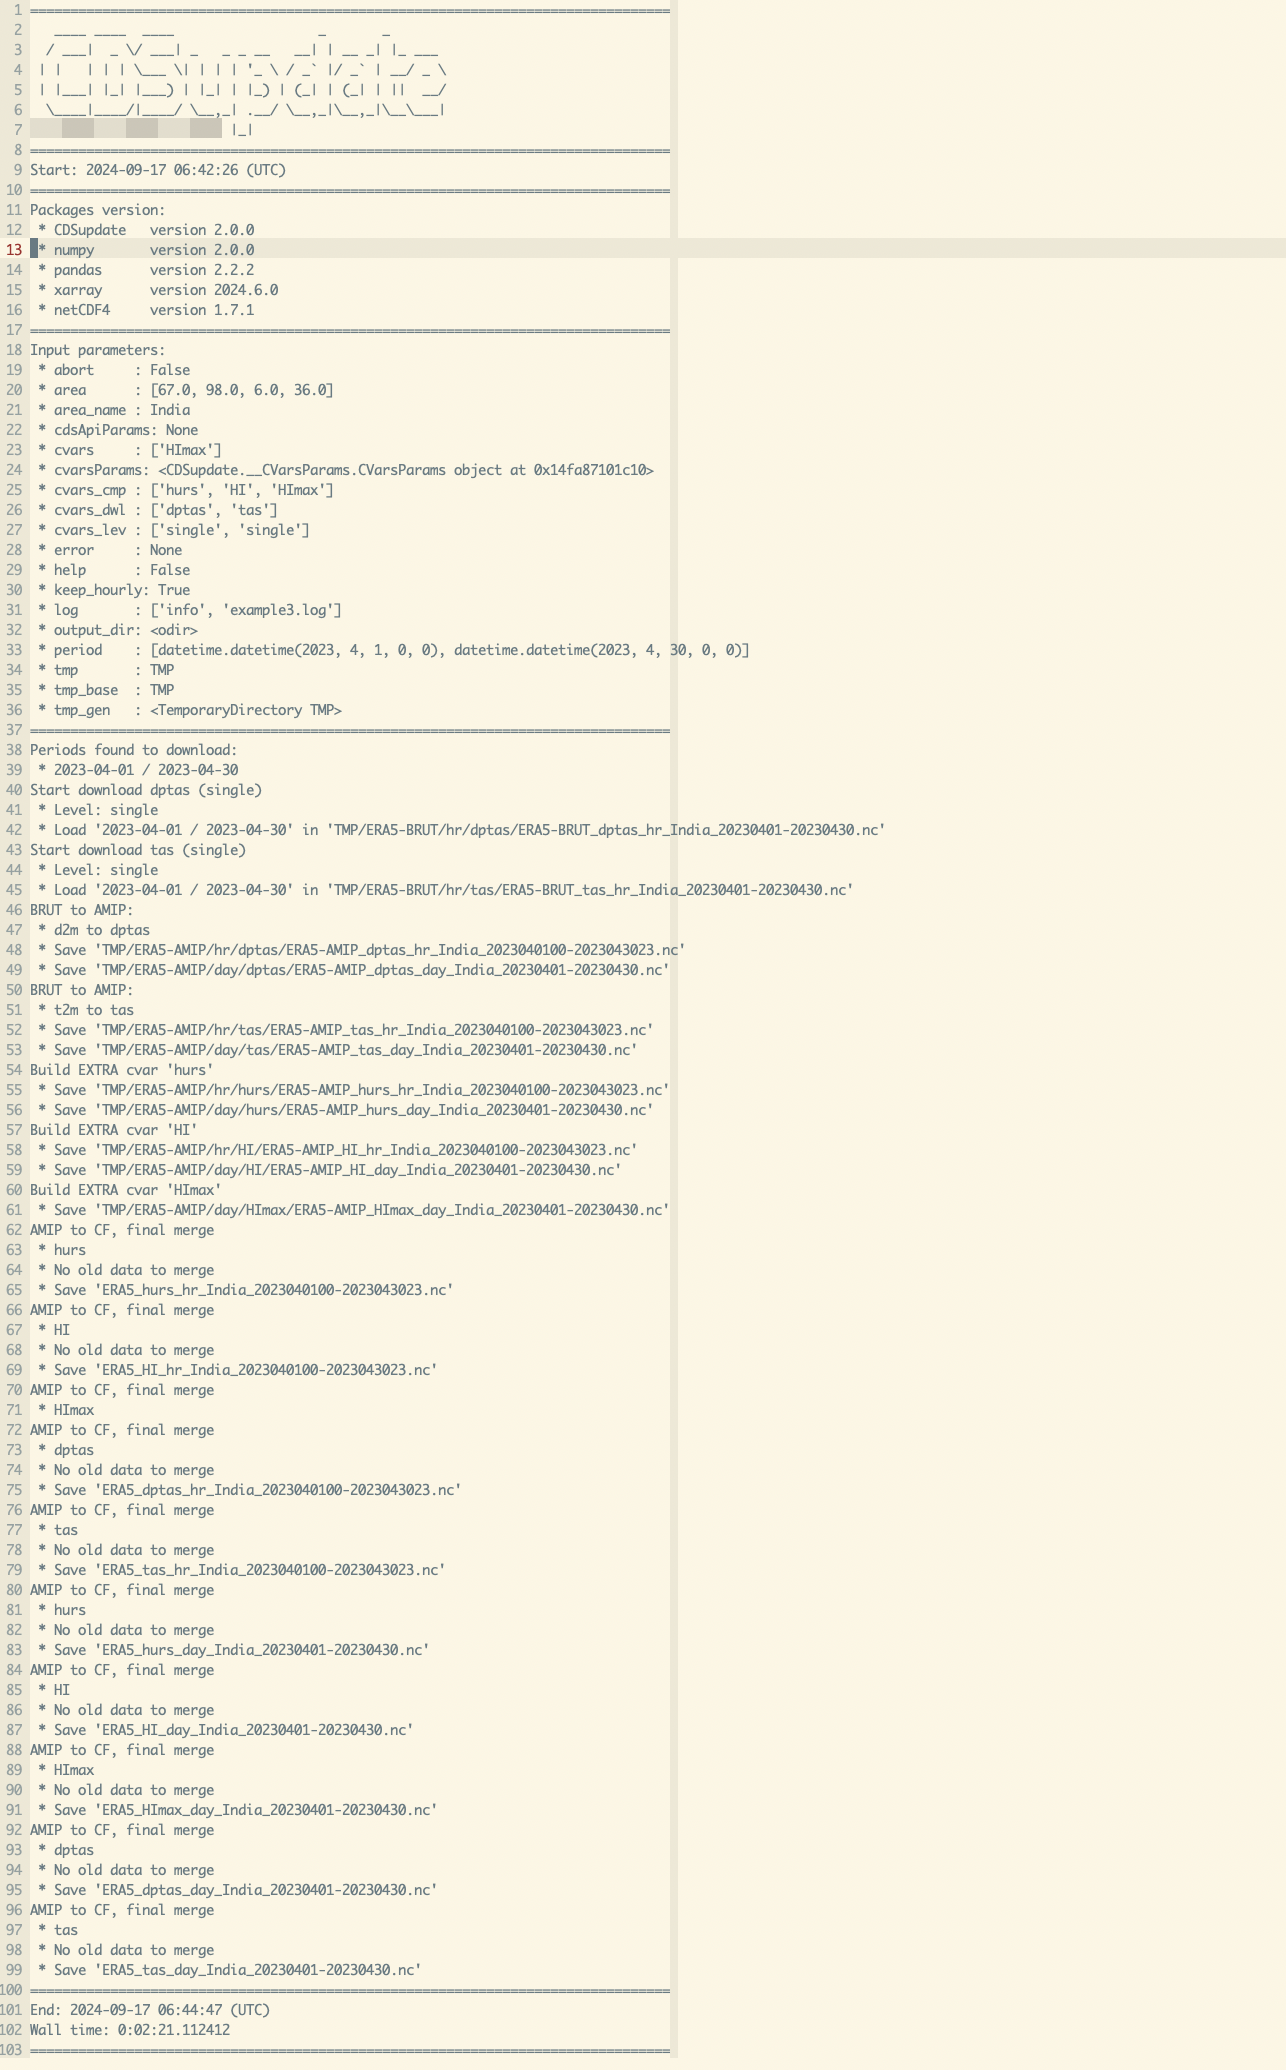 1 ================================================================================
2    ____ ____  ____                  _       _
3   / ___|  _ \/ ___| _   _ _ __   __| | __ _| |_ ___
4  | |   | | | \___ \| | | | '_ \ / _` |/ _` | __/ _ \
5  | |___| |_| |___) | |_| | |_) | (_| | (_| | ||  __/
6   \____|____/|____/ \__,_| .__/ \__,_|\__,_|\__\___|
7                          |_|
8 ================================================================================
9 Start: 2024-09-17 06:42:26 (UTC)
10 ================================================================================
11 Packages version:
12  * CDSupdate   version 2.0.0
13  * numpy       version 2.0.0
14  * pandas      version 2.2.2
15  * xarray      version 2024.6.0
16  * netCDF4     version 1.7.1
17 ================================================================================
18 Input parameters:
19  * abort     : False
20  * area      : [67.0, 98.0, 6.0, 36.0]
21  * area_name : India
22  * cdsApiParams: None
23  * cvars     : ['HImax']
24  * cvarsParams: <CDSupdate.__CVarsParams.CVarsParams object at 0x14fa87101c10>
25  * cvars_cmp : ['hurs', 'HI', 'HImax']
26  * cvars_dwl : ['dptas', 'tas']
27  * cvars_lev : ['single', 'single']
28  * error     : None
29  * help      : False
30  * keep_hourly: True
31  * log       : ['info', 'example3.log']
32  * output_dir: <odir>
33  * period    : [datetime.datetime(2023, 4, 1, 0, 0), datetime.datetime(2023, 4, 30, 0, 0)]
34  * tmp       : TMP
35  * tmp_base  : TMP
36  * tmp_gen   : <TemporaryDirectory TMP>
37 ================================================================================
38 Periods found to download:
39  * 2023-04-01 / 2023-04-30
40 Start download dptas (single)
41  * Level: single
42  * Load '2023-04-01 / 2023-04-30' in 'TMP/ERA5-BRUT/hr/dptas/ERA5-BRUT_dptas_hr_India_20230401-20230430.nc'
43 Start download tas (single)
44  * Level: single
45  * Load '2023-04-01 / 2023-04-30' in 'TMP/ERA5-BRUT/hr/tas/ERA5-BRUT_tas_hr_India_20230401-20230430.nc'
46 BRUT to AMIP:
47  * d2m to dptas
48  * Save 'TMP/ERA5-AMIP/hr/dptas/ERA5-AMIP_dptas_hr_India_2023040100-2023043023.nc'
49  * Save 'TMP/ERA5-AMIP/day/dptas/ERA5-AMIP_dptas_day_India_20230401-20230430.nc'
50 BRUT to AMIP:
51  * t2m to tas
52  * Save 'TMP/ERA5-AMIP/hr/tas/ERA5-AMIP_tas_hr_India_2023040100-2023043023.nc'
53  * Save 'TMP/ERA5-AMIP/day/tas/ERA5-AMIP_tas_day_India_20230401-20230430.nc'
54 Build EXTRA cvar 'hurs'
55  * Save 'TMP/ERA5-AMIP/hr/hurs/ERA5-AMIP_hurs_hr_India_2023040100-2023043023.nc'
56  * Save 'TMP/ERA5-AMIP/day/hurs/ERA5-AMIP_hurs_day_India_20230401-20230430.nc'
57 Build EXTRA cvar 'HI'
58  * Save 'TMP/ERA5-AMIP/hr/HI/ERA5-AMIP_HI_hr_India_2023040100-2023043023.nc'
59  * Save 'TMP/ERA5-AMIP/day/HI/ERA5-AMIP_HI_day_India_20230401-20230430.nc'
60 Build EXTRA cvar 'HImax'
61  * Save 'TMP/ERA5-AMIP/day/HImax/ERA5-AMIP_HImax_day_India_20230401-20230430.nc'
62 AMIP to CF, final merge
63  * hurs
64  * No old data to merge
65  * Save 'ERA5_hurs_hr_India_2023040100-2023043023.nc'
66 AMIP to CF, final merge
67  * HI
68  * No old data to merge
69  * Save 'ERA5_HI_hr_India_2023040100-2023043023.nc'
70 AMIP to CF, final merge
71  * HImax
72 AMIP to CF, final merge
73  * dptas
74  * No old data to merge
75  * Save 'ERA5_dptas_hr_India_2023040100-2023043023.nc'
76 AMIP to CF, final merge
77  * tas
78  * No old data to merge
79  * Save 'ERA5_tas_hr_India_2023040100-2023043023.nc'
80 AMIP to CF, final merge
81  * hurs
82  * No old data to merge
83  * Save 'ERA5_hurs_day_India_20230401-20230430.nc'
84 AMIP to CF, final merge
85  * HI
86  * No old data to merge
87  * Save 'ERA5_HI_day_India_20230401-20230430.nc'
88 AMIP to CF, final merge
89  * HImax
90  * No old data to merge
91  * Save 'ERA5_HImax_day_India_20230401-20230430.nc'
92 AMIP to CF, final merge
93  * dptas
94  * No old data to merge
95  * Save 'ERA5_dptas_day_India_20230401-20230430.nc'
96 AMIP to CF, final merge
97  * tas
98  * No old data to merge
99  * Save 'ERA5_tas_day_India_20230401-20230430.nc'
100 ================================================================================
101 End: 2024-09-17 06:44:47 (UTC)
102 Wall time: 0:02:21.112412
103 ================================================================================